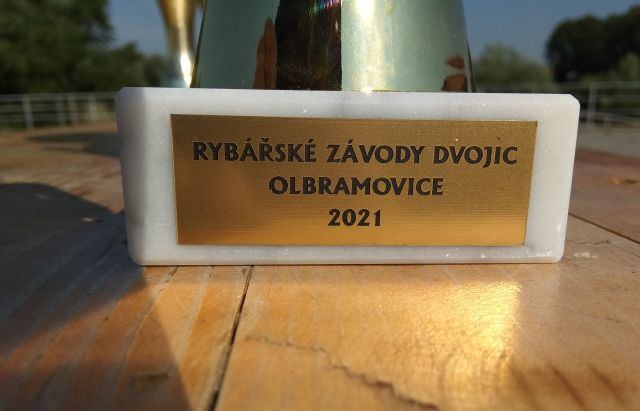 RYBÁŘSKÉ ZÁVODY DVOJIC
OLBRAMOVICE
2021